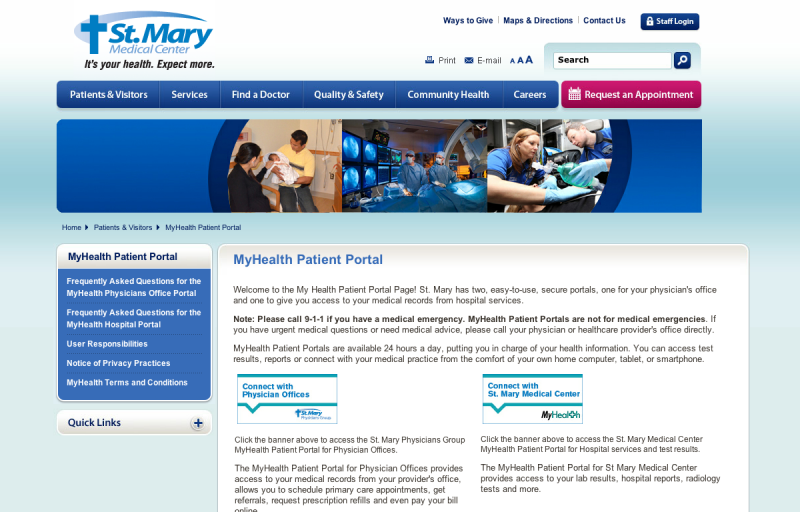 Ways to Give
Maps & Directions
Contact Us
Staff Login
St. Mary
Medical Center
It's your health. Expect more.
Print
E-mail
A A A
Search
Patients & Visitors
Services
Find a Doctor
Quality & Safety
Community Health
Careers
Request an Appointment
Home
Patients & Visitors
MyHealth Patient Portal
MyHealth Patient Portal
Frequently Asked Questions for the
MyHealth Physicians Office Portal
Frequently Asked Questions for the
MyHealth Hospital Portal
User Responsibilities
Notice of Privacy Practices
MyHealth Terms and Conditions
Quick Links
MyHealth Patient Portal
Welcome to the My Health Patient Portal Page! St. Mary has two, easy-to-use, secure portals, one for your physician's office
and one to give you access to your medical records from hospital services.
Note: Please call 9-1-1 if you have a medical emergency. MyHealth Patient Portals are not for medical emergencies. If
you have urgent medical questions or need medical advice, please call your physician or healthcare provider's office directly.
MyHealth Patient Portals are available 24 hours a day, putting you in charge of your health information. You can access test
results, reports or connect with your medical practice from the comfort of your own home computer, tablet, or smartphone.
Connect with
Physician Offices
St. Mary
Physicians Group
Click the banner above to access the St. Mary Physicians Group
MyHealth Patient Portal for Physician Offices.
The MyHealth Patient Portal for Physician Offices provides
access to your medical records from your provider's office,
allows you to schedule primary care appointments, get
referrals, request prescription refills and even pay your bill
online
Connect with
St. Mary Medical Center
MyHealth
Click the banner above to access the St. Mary Medical Center
MyHealth Patient Portal for Hospital services and test results.
The MyHealth Patient Portal for St Mary Medical Center
provides access to your lab results, hospital reports, radiology
tests and more.